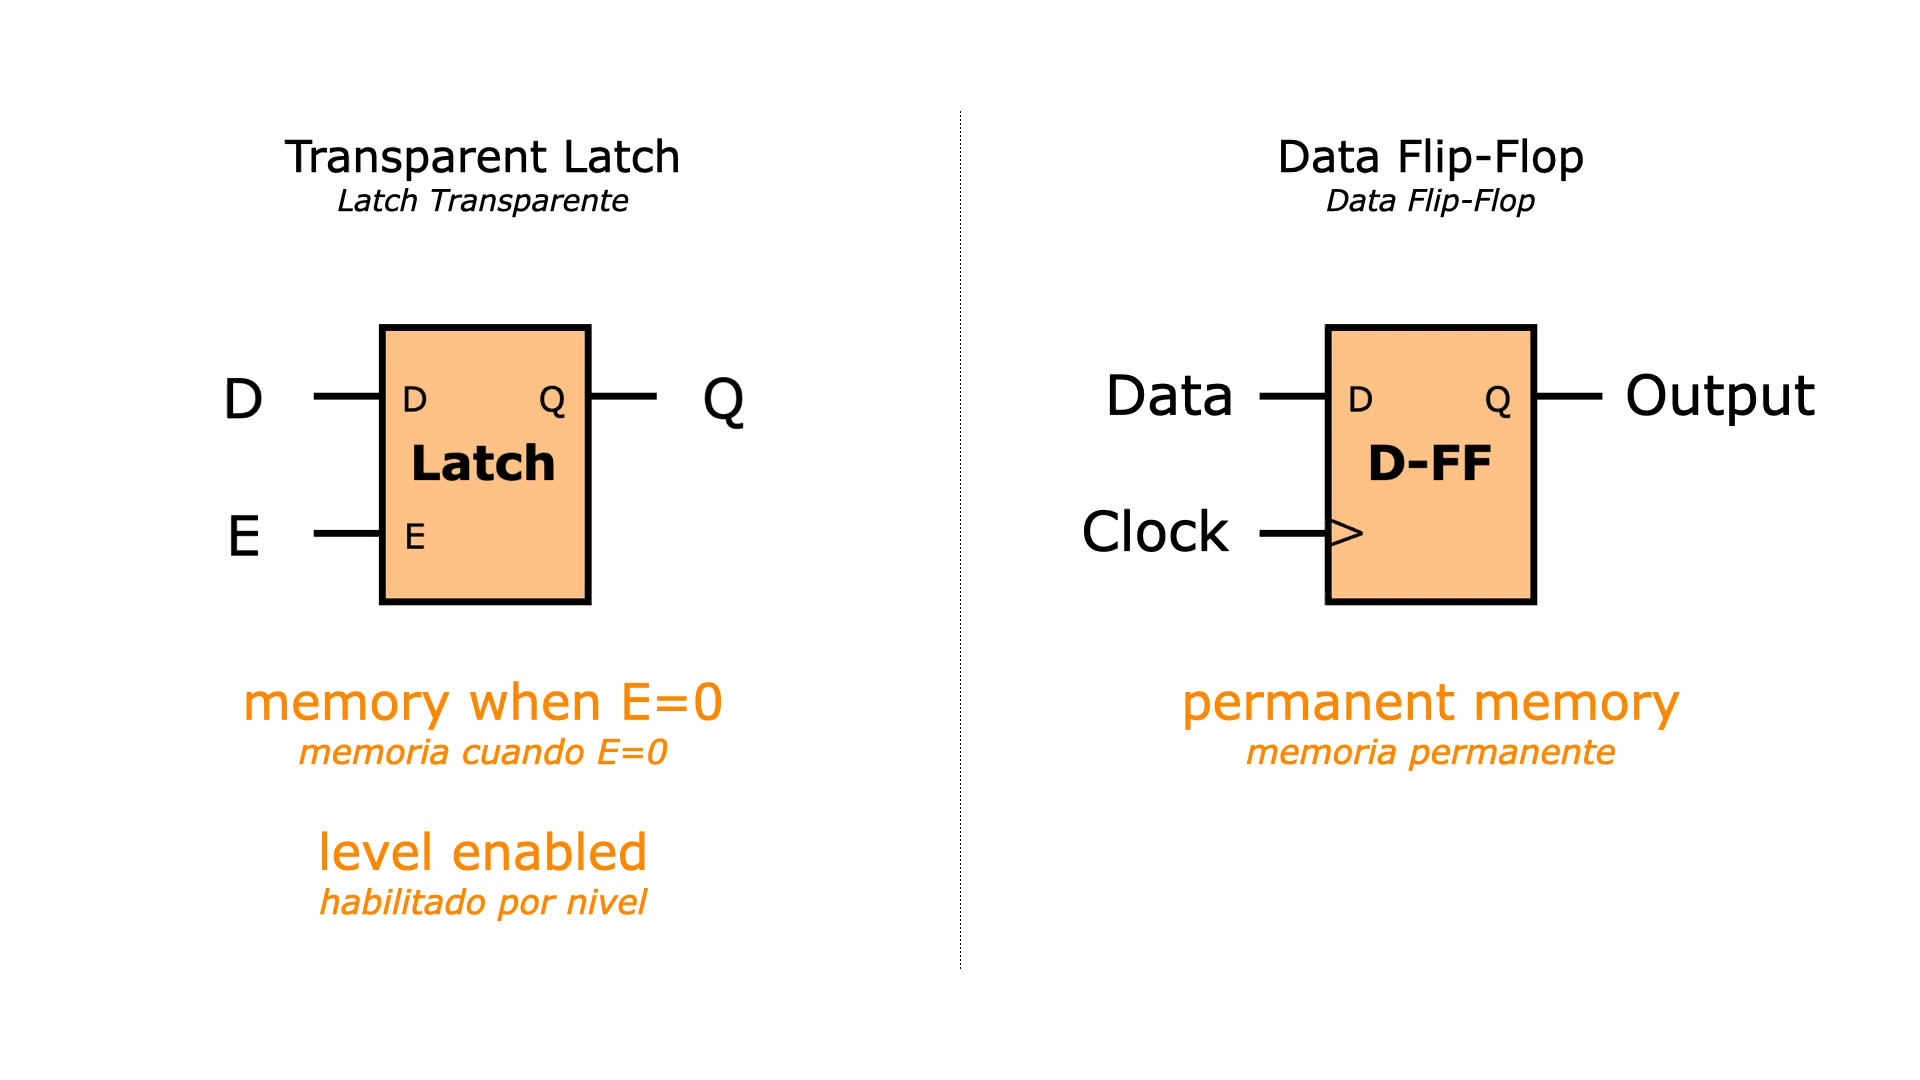 Transparent Latch
Latch Transparente
D
D
Q
Q
Latch
E
E
memory when E=0
memoria cuando E=0
level enabled
habilitado por nivel
Data Flip-Flop
Data Flip-Flop
Data
D
Q
Output
D-FF
Clock
permanent memory
memoria permanente